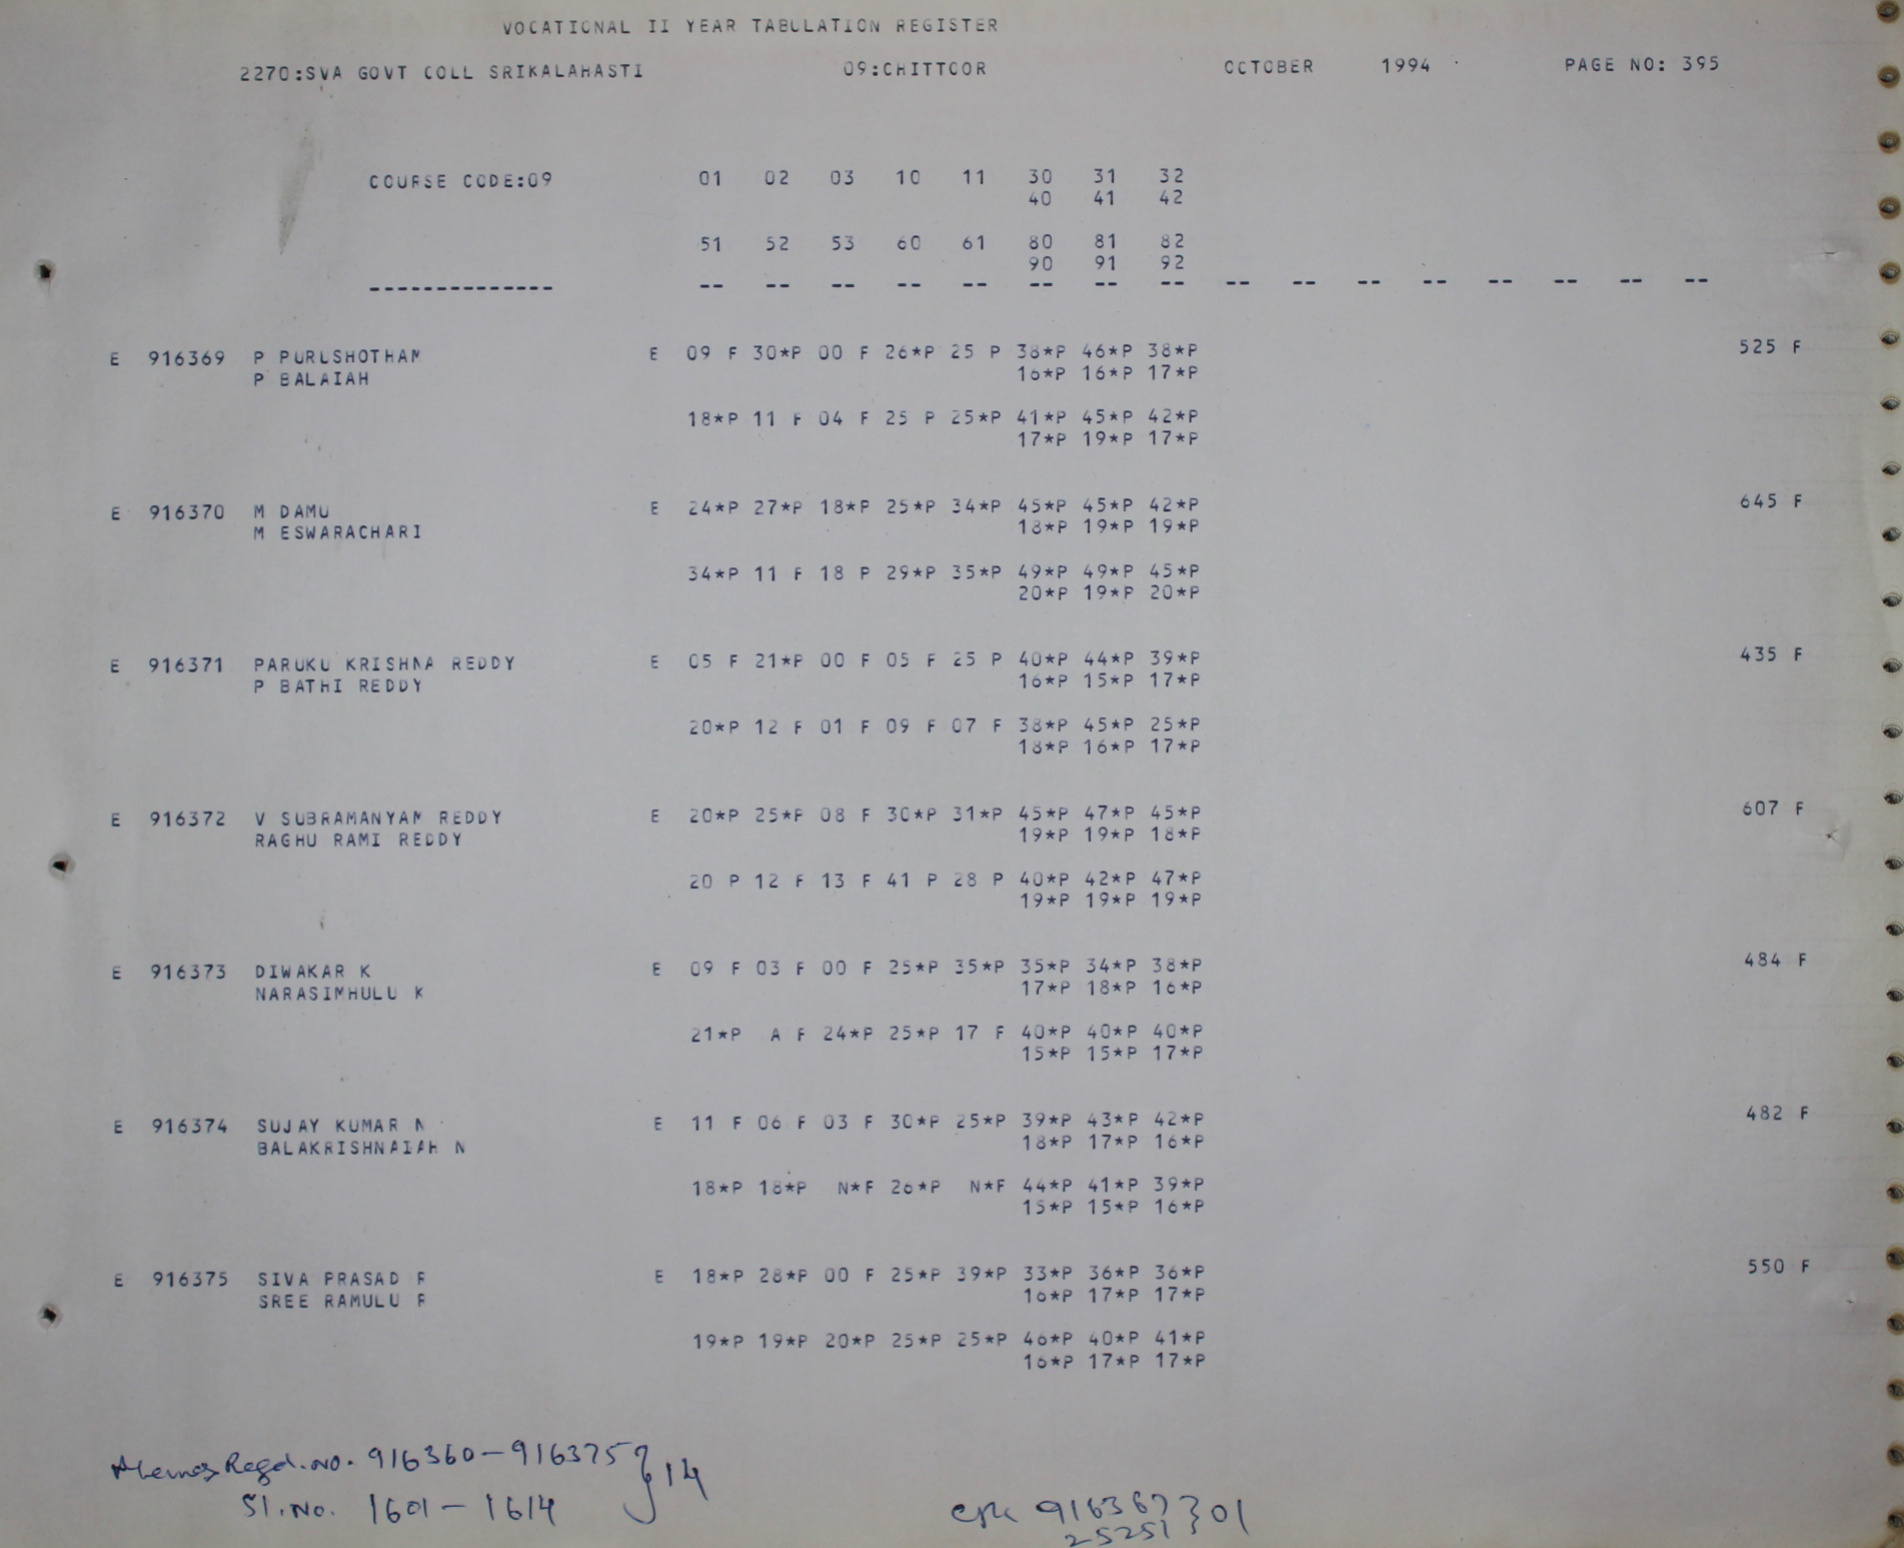 VOCATIONAL II YEAR TABULATION REGISTER
2270:SVA GOVT COLL SRIKALAHASTI 09:CHITTOOR OCTOBER 1994 PAGE NO: 395
COURSE CODE:09 01 02 03 10 11 30 31 32
40 41 42
51 52 53 60 61 80 81 82
90 91 92
-------------- -- -- -- -- -- -- -- -- -- -- -- -- -- -- -- --
E 916369 P PURUSHOTHAM E 09 F 30*P 00 F 26*P 25 P 38*P 46*P 38*P 525 F
P BALAIAH 16*P 16*P 17*P
18*P 11 F 04 F 25 P 25*P 41*P 45*P 42*P
17*P 19*P 17*P
E 916370 M DAMU E 24*P 27*P 18*P 25*P 34*P 45*P 45*P 42*P 645 F
M ESWARACHARI 18*P 19*P 19*P
34*P 11 F 18 P 29*P 35*P 49*P 49*P 45*P
20*P 19*P 20*P
E 916371 PARUKU KRISHNA REDDY E 05 F 21*P 00 F 05 F 25 P 40*P 44*P 39*P 435 F
P BATHI REDDY 16*P 15*P 17*P
20*P 12 F 01 F 09 F 07 F 38*P 45*P 25*P
18*P 16*P 17*P
E 916372 V SUBRAMANYAM REDDY E 20*P 25*P 08 F 30*P 31*P 45*P 47*P 45*P 607 F
RAGHU RAMI REDDY 19*P 19*P 18*P
20 P 12 F 13 F 41 P 28 P 40*P 42*P 47*P
19*P 19*P 19*P
E 916373 DIWAKAR K E 09 F 03 F 00 F 25*P 35*P 35*P 34*P 38*P 484 F
NARASIMHULU K 17*P 18*P 16*P
21*P A F 24*P 25*P 17 F 40*P 40*P 40*P
15*P 15*P 17*P
E 916374 SUJAY KUMAR N E 11 F 06 F 03 F 30*P 25*P 39*P 43*P 42*P 482 F
BALAKRISHNAIAH N 18*P 17*P 16*P
18*P 18*P N*F 26*P N*F 44*P 41*P 39*P
15*P 15*P 16*P
E 916375 SIVA PRASAD R E 18*P 28*P 00 F 25*P 39*P 33*P 36*P 36*P 550 F
SREE RAMULU R 16*P 17*P 17*P
19*P 19*P 20*P 25*P 25*P 46*P 40*P 41*P
16*P 17*P 17*P
Memos Regd. No. 916360-916375 } 14
Sl. No. 1601-1614
916367 } 01
25251